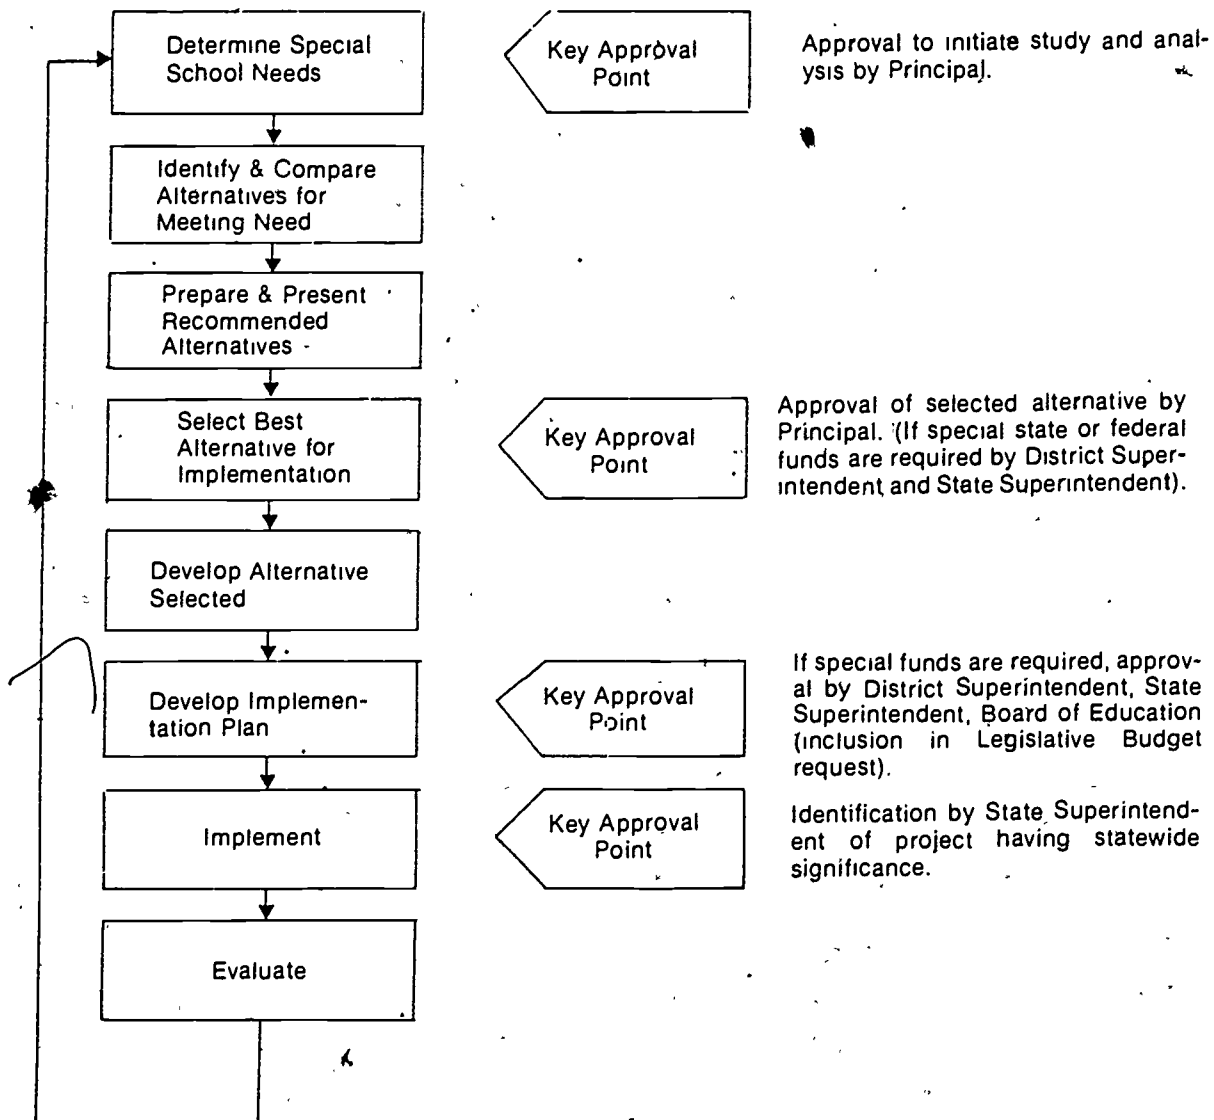 Determine Special
School Needs
Key Approval
Point
Approval to initiate study and anal-
ysis by Principal.
Identify & Compare
Alternatives for
Meeting Need
Prepare & Present
Recommended
Alternatives
Select Best
Alternative for
Implementation
Key Approval
Point
Approval of selected alternative by
Principal. (If special state or federal
funds are required by District Super-
intendent and State Superintendent).
Develop Alternative
Selected
Develop Implemen-
tation Plan
Key Approval
Point
If special funds are required, approv-
al by District Superintendent, State
Superintendent, Board of Education
(inclusion in Legislative Budget
request).
Implement
Key Approval
Point
Identification by State Superintend-
ent of project having statewide
significance.
Evaluate